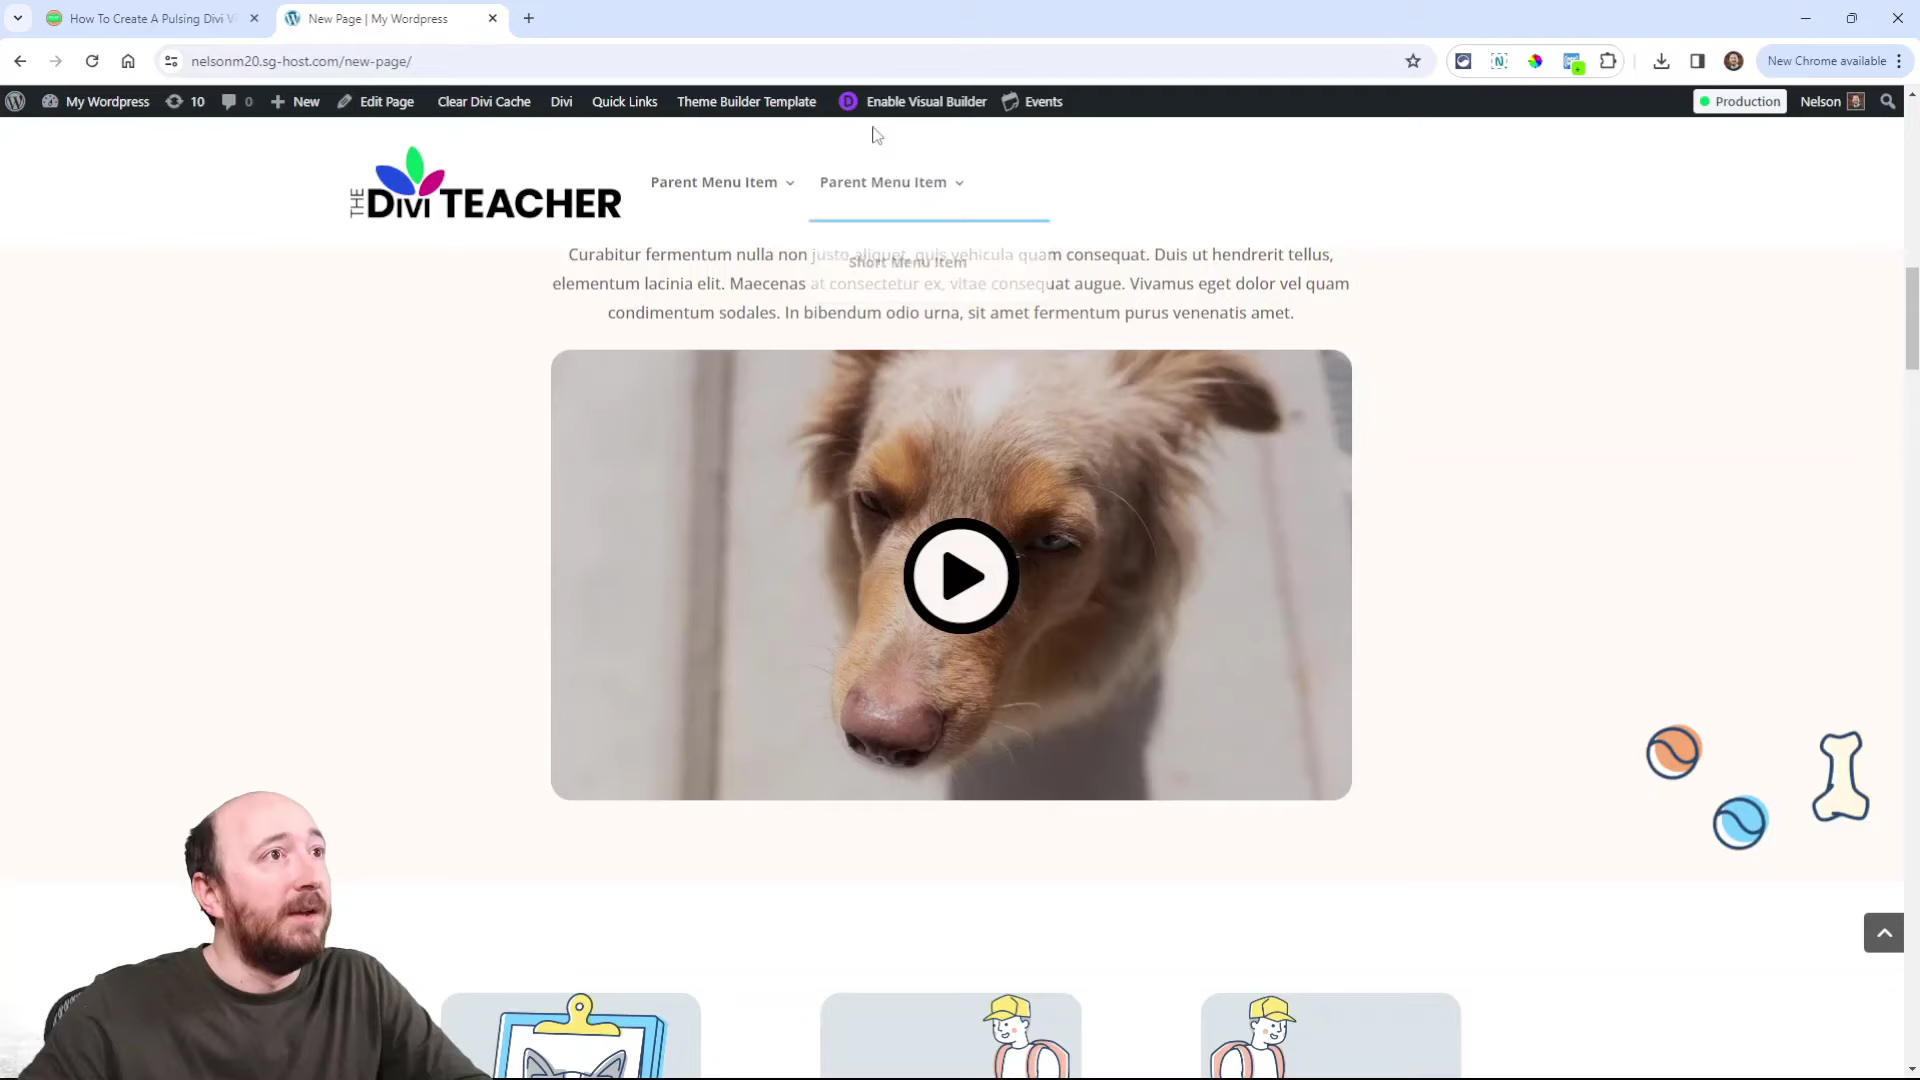 How To Create A Pulsing Divi V
New Page | My Wordpress
nelsonm20.sg-host.com/new-page/
New Chrome available
My Wordpress
10
0
New
Edit Page
Clear Divi Cache
Divi
Quick Links
Theme Builder Template
D
Enable Visual Builder
Events
Production
Nelson
THE Divi TEACHER
Parent Menu Item
Parent Menu Item
Curabitur fermentum nulla non justo aliquet, quis vehicula quam consequat. Duis ut hendrerit tellus,
Short Menu Item
elementum lacinia elit. Maecenas at consectetur ex, vitae consequat augue. Vivamus eget dolor vel quam
condimentum sodales. In bibendum odio urna, sit amet fermentum purus venenatis amet.